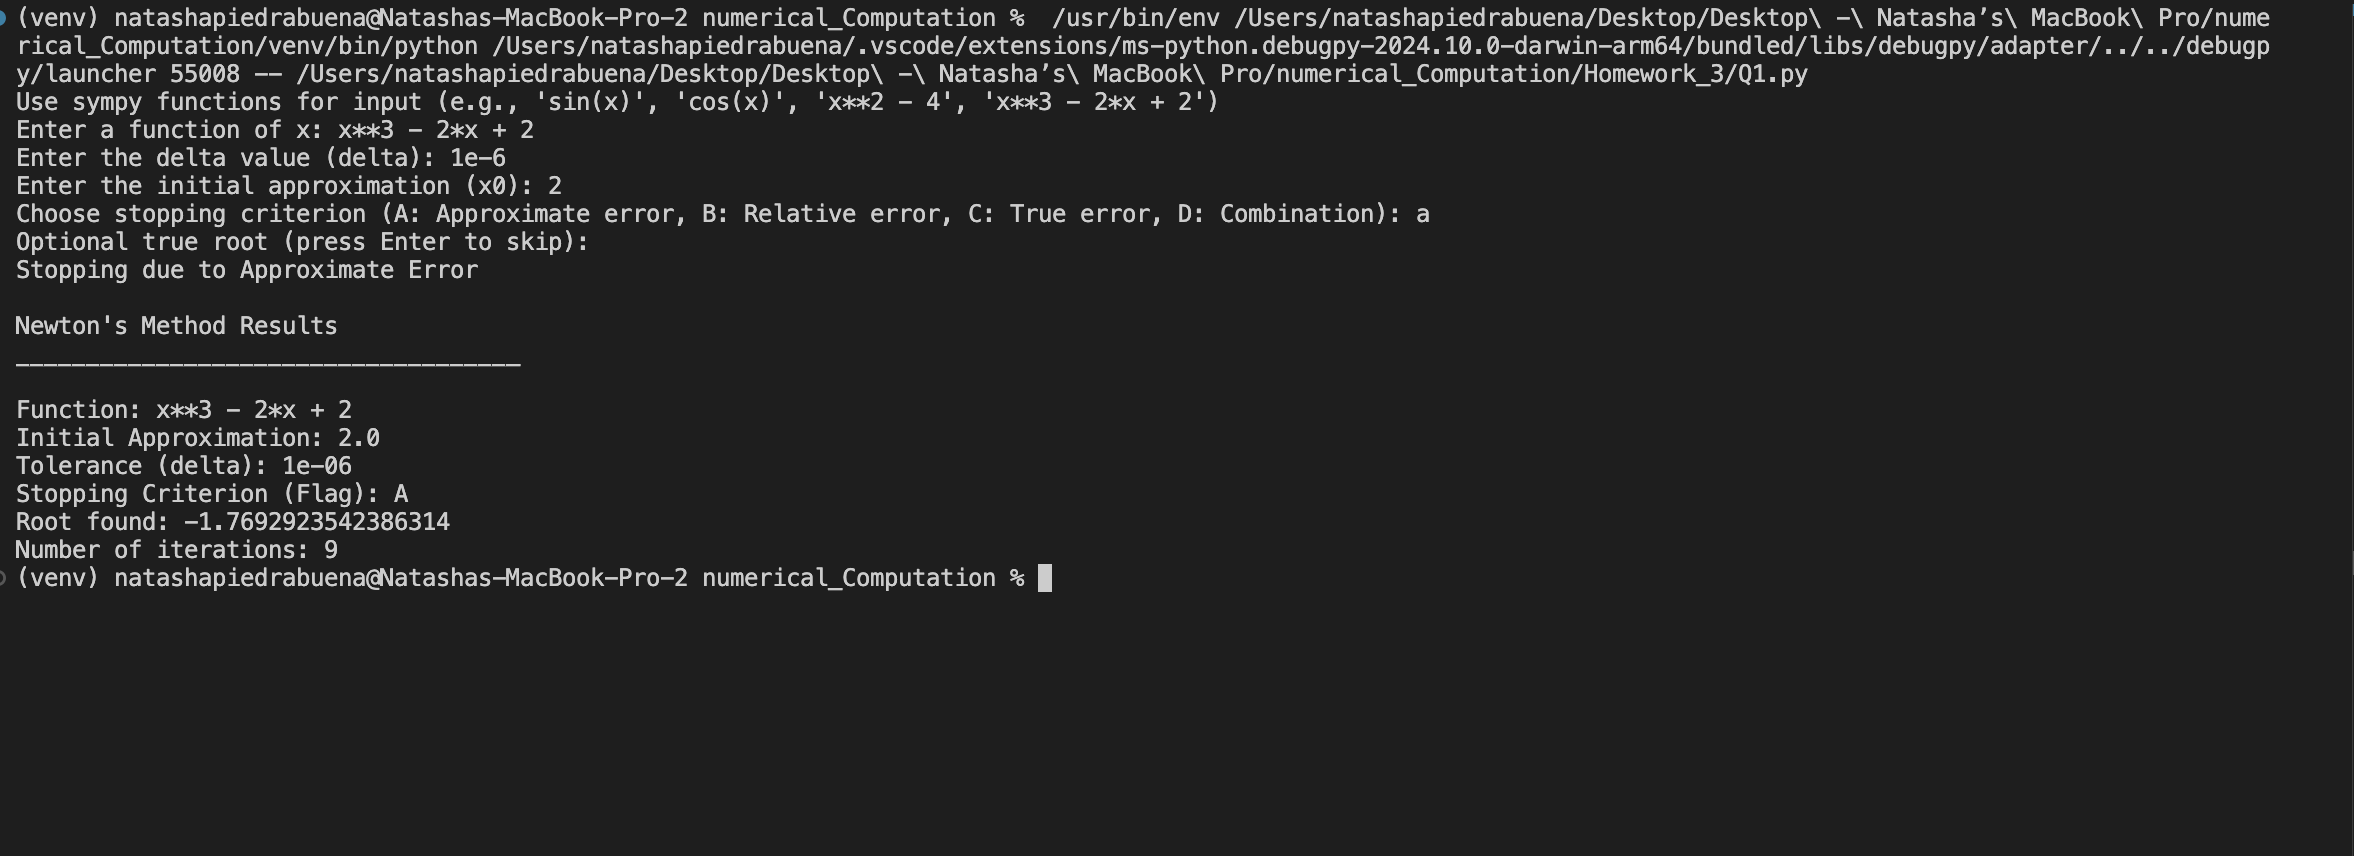 (venv) natashapiedrabuena@Natashas-MacBook-Pro-2 numerical_Computation %  /usr/bin/env /Users/natashapiedrabuena/Desktop/Desktop\ -\ Natasha’s\ MacBook\ Pro/nume
rical_Computation/venv/bin/python /Users/natashapiedrabuena/.vscode/extensions/ms-python.debugpy-2024.10.0-darwin-arm64/bundled/libs/debugpy/adapter/../../debugp
y/launcher 55008 -- /Users/natashapiedrabuena/Desktop/Desktop\ -\ Natasha’s\ MacBook\ Pro/numerical_Computation/Homework_3/Q1.py
Use sympy functions for input (e.g., 'sin(x)', 'cos(x)', 'x**2 - 4', 'x**3 - 2*x + 2')
Enter a function of x: x**3 - 2*x + 2
Enter the delta value (delta): 1e-6
Enter the initial approximation (x0): 2
Choose stopping criterion (A: Approximate error, B: Relative error, C: True error, D: Combination): a
Optional true root (press Enter to skip):
Stopping due to Approximate Error
Newton's Method Results
____________________________________
Function: x**3 - 2*x + 2
Initial Approximation: 2.0
Tolerance (delta): 1e-06
Stopping Criterion (Flag): A
Root found: -1.7692923542386314
Number of iterations: 9
(venv) natashapiedrabuena@Natashas-MacBook-Pro-2 numerical_Computation %